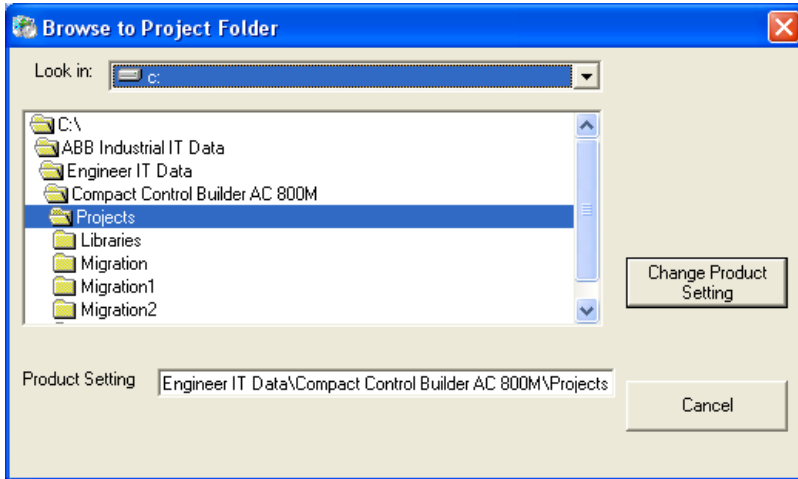 Browse to Project Folder
Look in:
c:
C:\
ABB Industrial IT Data
Engineer IT Data
Compact Control Builder AC 800M
Projects
Libraries
Migration
Migration1
Migration2
Change Product
Setting
Product Setting
Engineer IT Data\Compact Control Builder AC 800M\Projects
Cancel